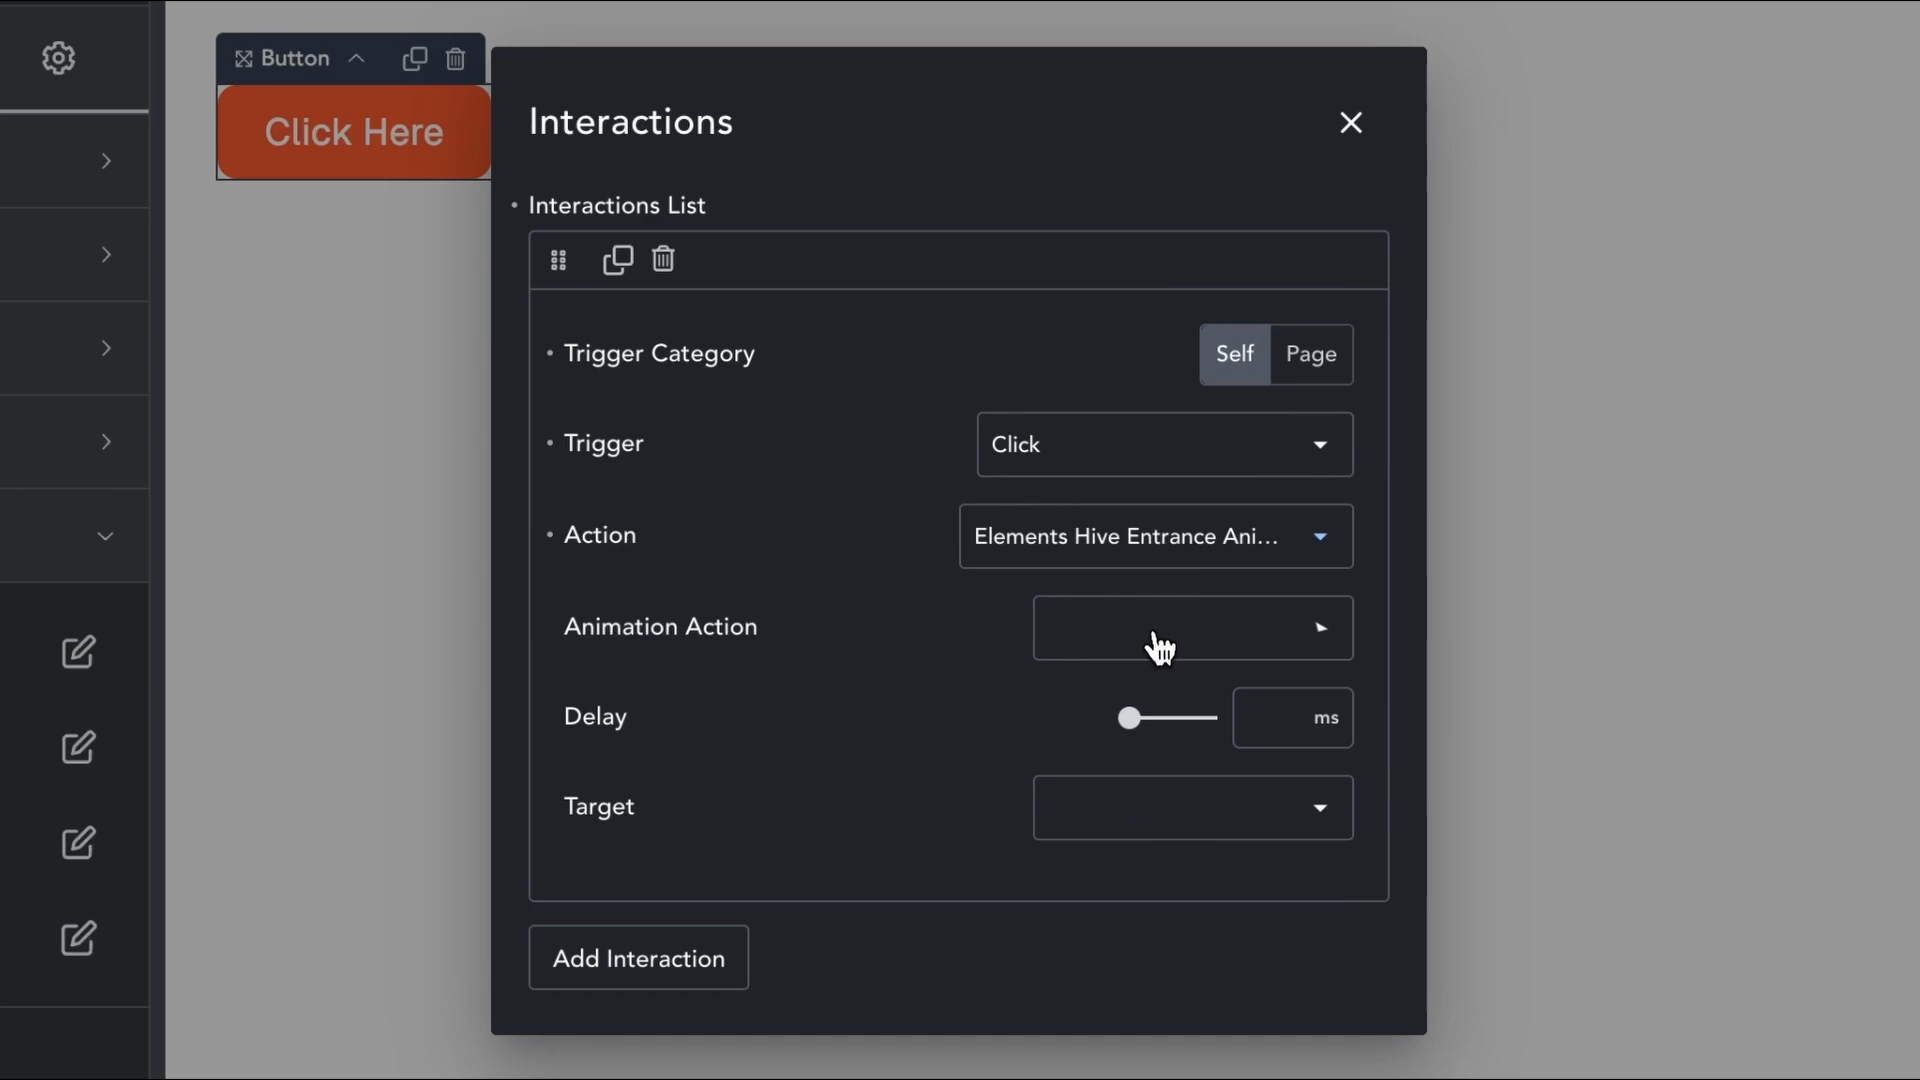 Button
Click Here
Interactions
Interactions List
Trigger Category
Self
Page
Trigger
Click
Action
Elements Hive Entrance Ani...
Animation Action
Delay
ms
Target
Add Interaction